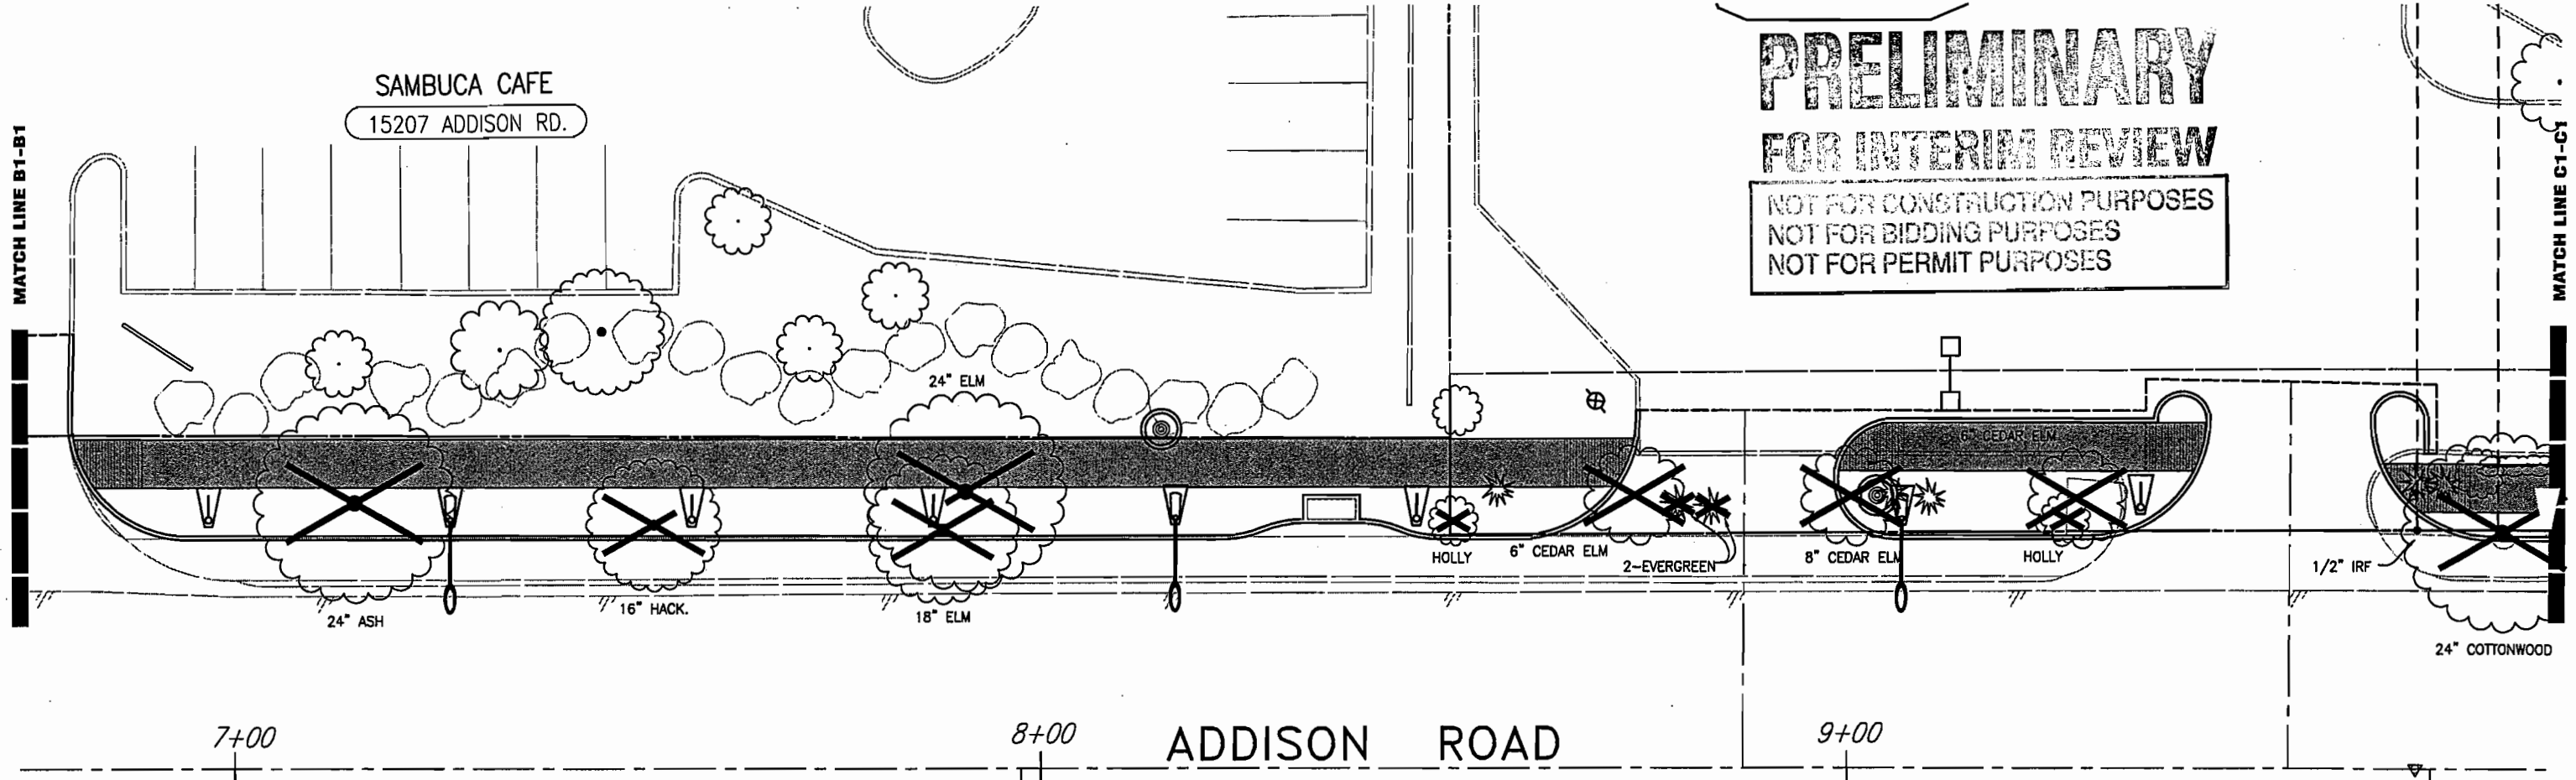 SAMBUCA CAFE
15207 ADDISON RD.
PRELIMINARY
FOR INTERIM REVIEW
NOT FOR CONSTRUCTION PURPOSES
NOT FOR BIDDING PURPOSES
NOT FOR PERMIT PURPOSES
MATCH LINE B1-B1
MATCH LINE C1-C1
24" ELM
6" CEDAR ELM
HOLLY
6" CEDAR ELM
2-EVERGREEN
8" CEDAR ELM
HOLLY
1/2" IRF
24" ASH
16" HACK.
18" ELM
24" COTTONWOOD
7+00
8+00
ADDISON ROAD
9+00